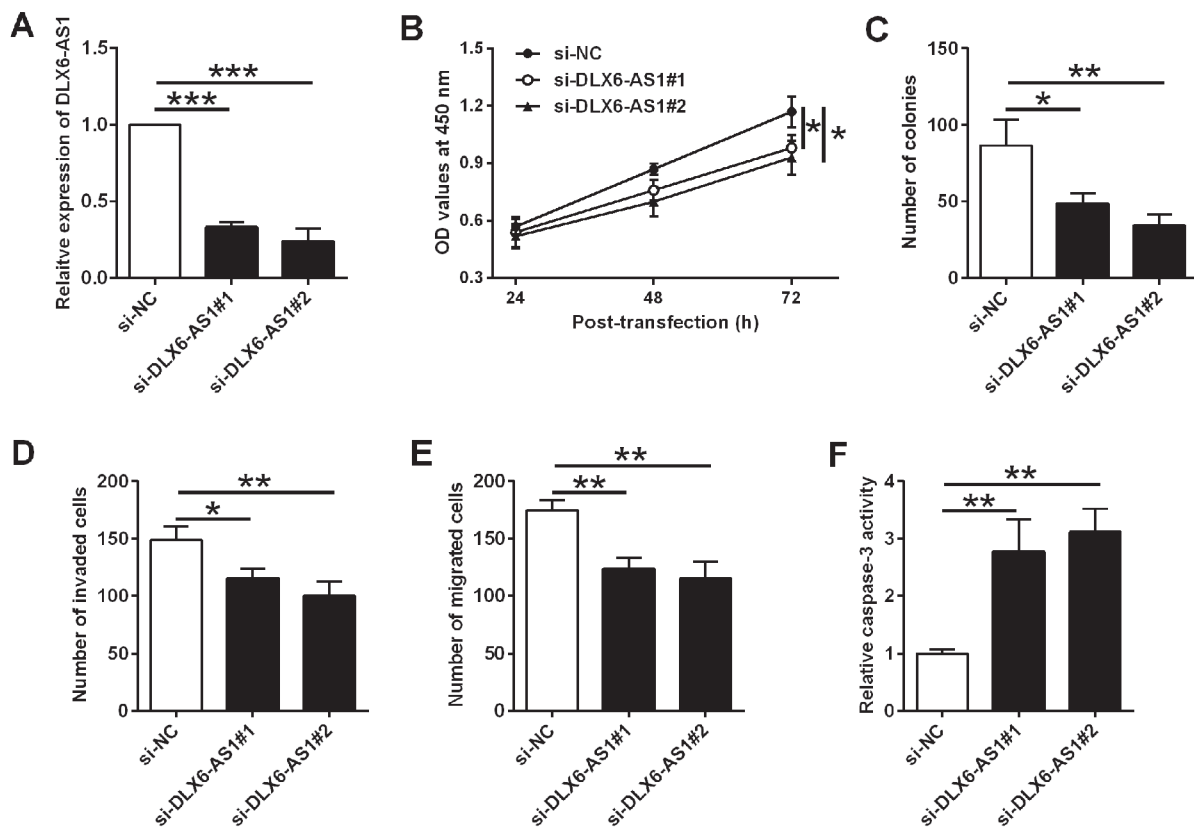 A
Relaitve expression of DLX6-AS1
1.5
1.0
0.5
0.0
***
***
si-NC
si-DLX6-AS1#1
si-DLX6-AS1#2
B
OD values at 450 nm
1.5
1.2
0.9
0.6
0.3
si-NC
si-DLX6-AS1#1
si-DLX6-AS1#2
*
*
24
48
72
Post-transfection (h)
C
Number of colonies
150
100
50
0
**
*
si-NC
si-DLX6-AS1#1
si-DLX6-AS1#2
D
Number of invaded cells
200
150
100
50
0
**
*
si-NC
si-DLX6-AS1#1
si-DLX6-AS1#2
E
Number of migrated cells
200
150
100
50
0
**
**
si-NC
si-DLX6-AS1#1
si-DLX6-AS1#2
F
Relative caspase-3 activity
4
3
2
1
0
**
**
si-NC
si-DLX6-AS1#1
si-DLX6-AS1#2